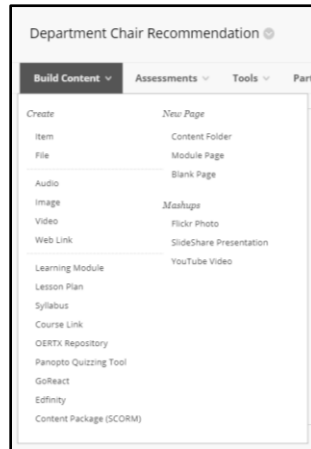 Department Chair Recommendation
Build Content Assessments Tools
Create
Item
File
Audio
Image
Video
Web Link
Learning Module
Lesson Plan
Syllabus
Course Link
OERTX Repository
Panopto Quizzing Tool
GoReact
Edfinity
Content Package (SCORM)
New Page
Content Folder
Module Page
Blank Page
Mashups
Flickr Photo
SlideShare Presentation
YouTube Video